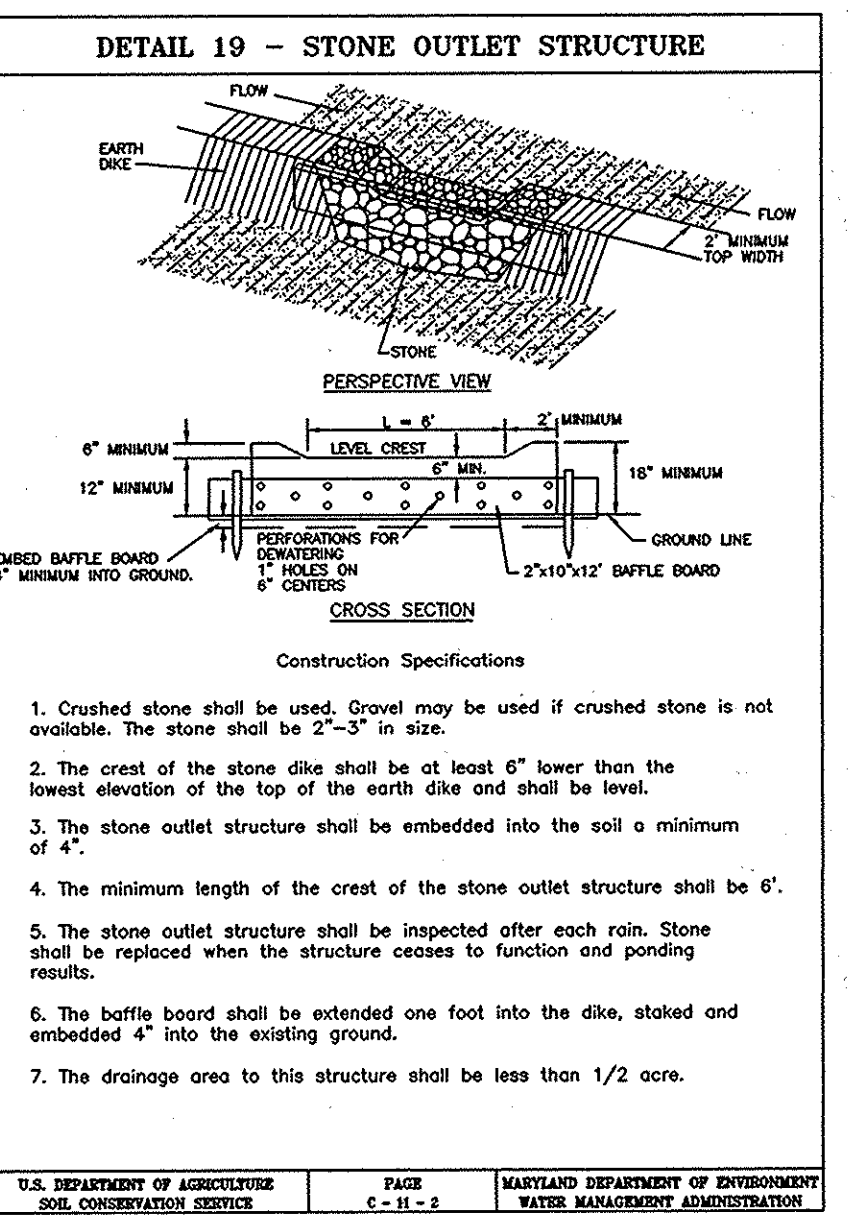 DETAIL 19 – STONE OUTLET STRUCTURE
FLOW
EARTH
DIKE
FLOW
2' MINIMUM
TOP WIDTH
STONE
PERSPECTIVE VIEW
L = 6'
2' MINIMUM
6" MINIMUM
LEVEL CREST
6" MIN.
18" MINIMUM
12" MINIMUM
GROUND LINE
PERFORATIONS FOR
DEWATERING
1" HOLES ON
6" CENTERS
EMBED BAFFLE BOARD
4" MINIMUM INTO GROUND.
2"x10"x12' BAFFLE BOARD
CROSS SECTION
Construction Specifications
1. Crushed stone shall be used. Gravel may be used if crushed stone is not
available. The stone shall be 2"–3" in size.
2. The crest of the stone dike shall be at least 6" lower than the
lowest elevation of the top of the earth dike and shall be level.
3. The stone outlet structure shall be embedded into the soil a minimum
of 4".
4. The minimum length of the crest of the stone outlet structure shall be 6'.
5. The stone outlet structure shall be inspected after each rain. Stone
shall be replaced when the structure ceases to function and ponding
results.
6. The baffle board shall be extended one foot into the dike, staked and
embedded 4" into the existing ground.
7. The drainage area to this structure shall be less than 1/2 acre.
U.S. DEPARTMENT OF AGRICULTURE
SOIL CONSERVATION SERVICE
PAGE
C - 11 - 2
MARYLAND DEPARTMENT OF ENVIRONMENT
WATER MANAGEMENT ADMINISTRATION